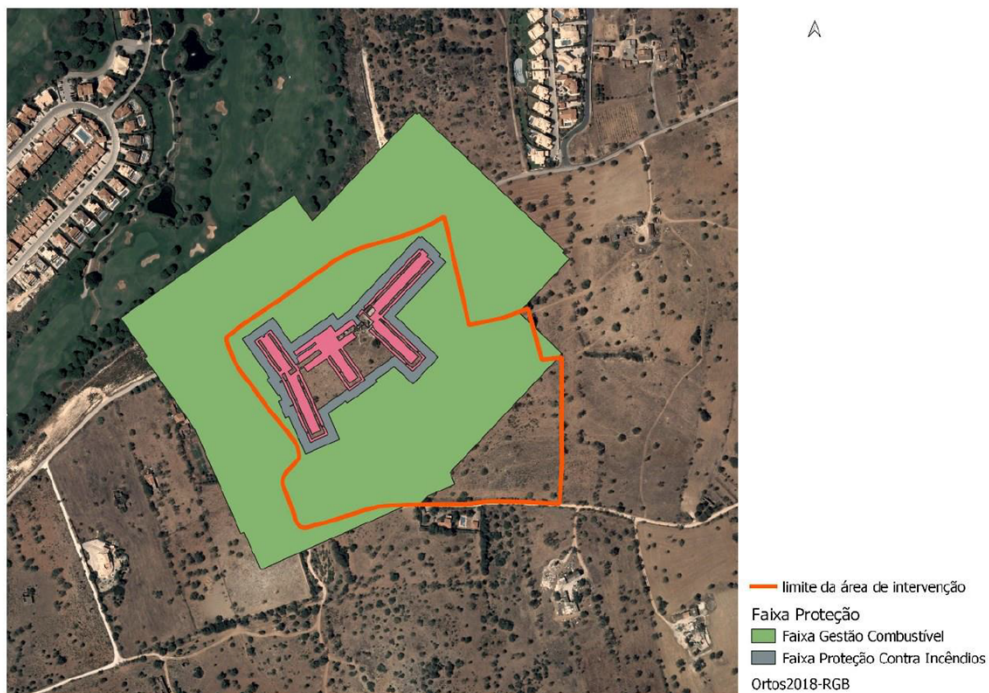 limite da área de intervenção
Faixa Proteção
Faixa Gestão Combustível
Faixa Proteção Contra Incêndios
Ortos2018-RGB